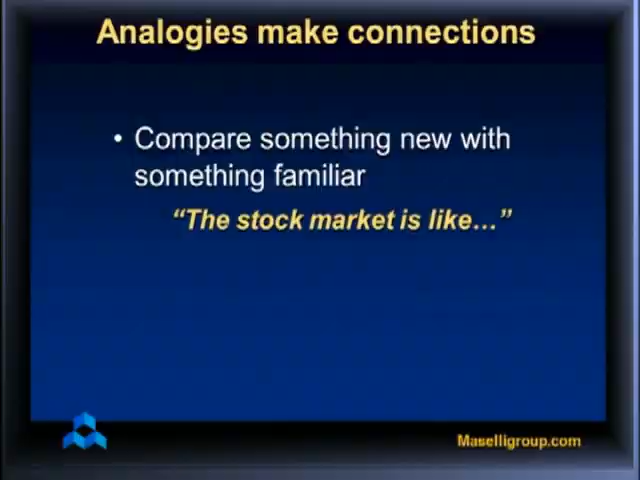 Analogies make connections
• Compare something new with
something familiar
“The stock market is like…”
Maselligroup.com